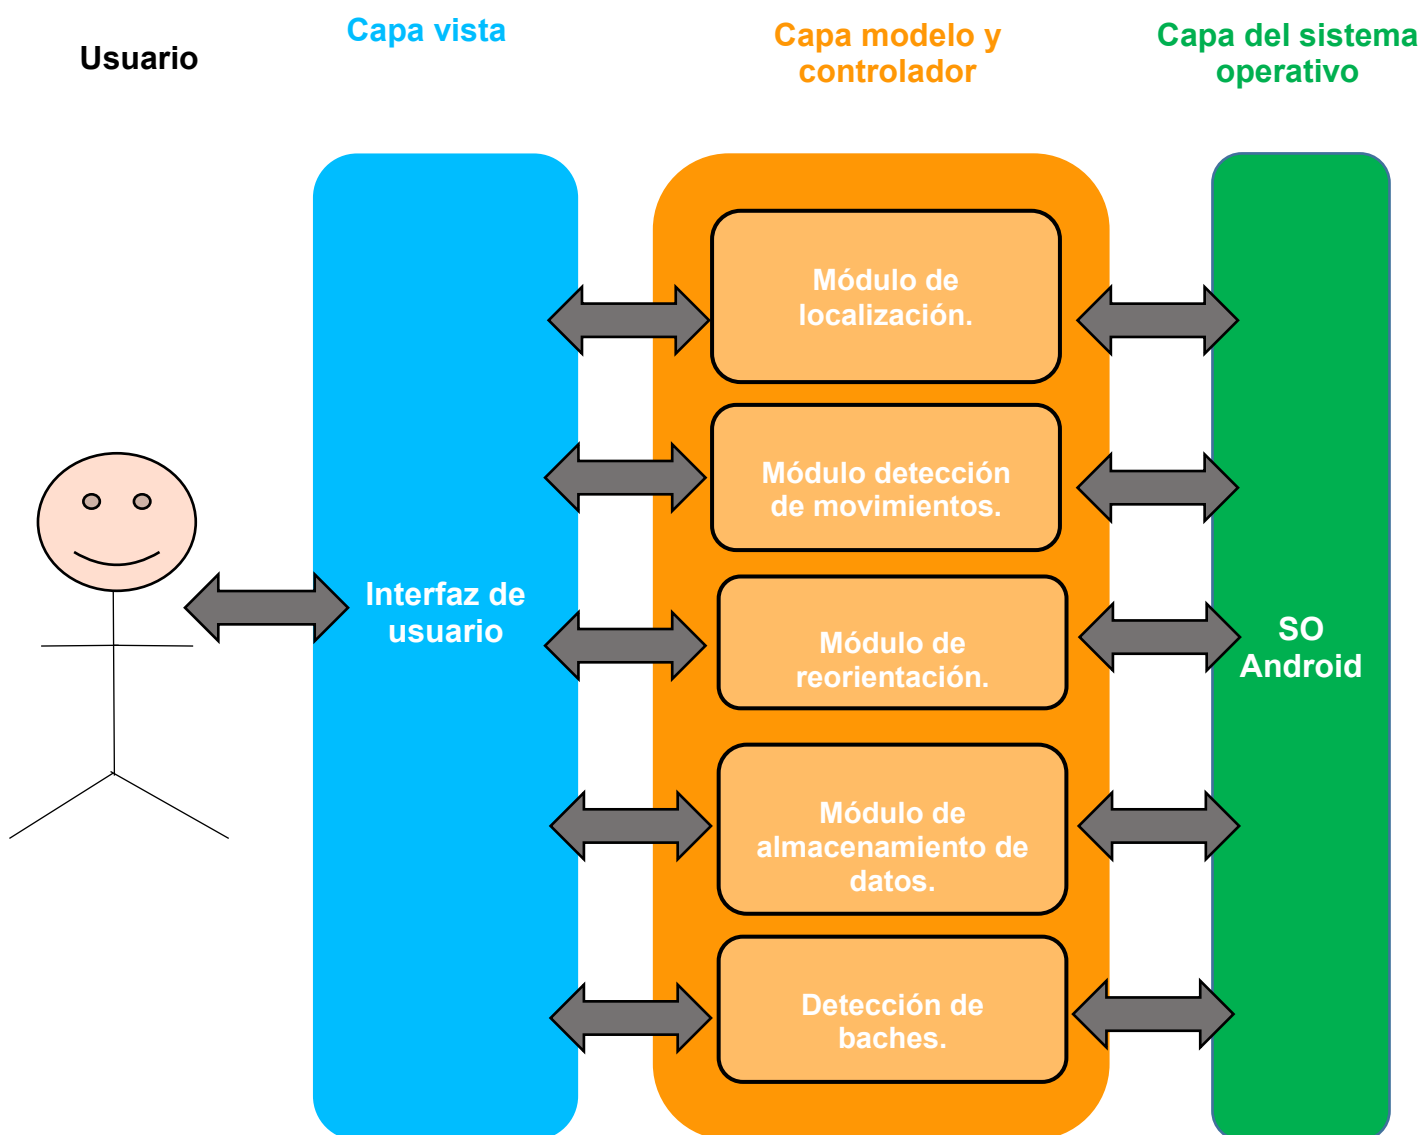 Usuario
Capa vista
Capa modelo y
controlador
Capa del sistema
operativo
Interfaz de
usuario
Módulo de
localización.
Módulo detección
de movimientos.
Módulo de
reorientación.
Módulo de
almacenamiento de
datos.
Detección de
baches.
SO
Android